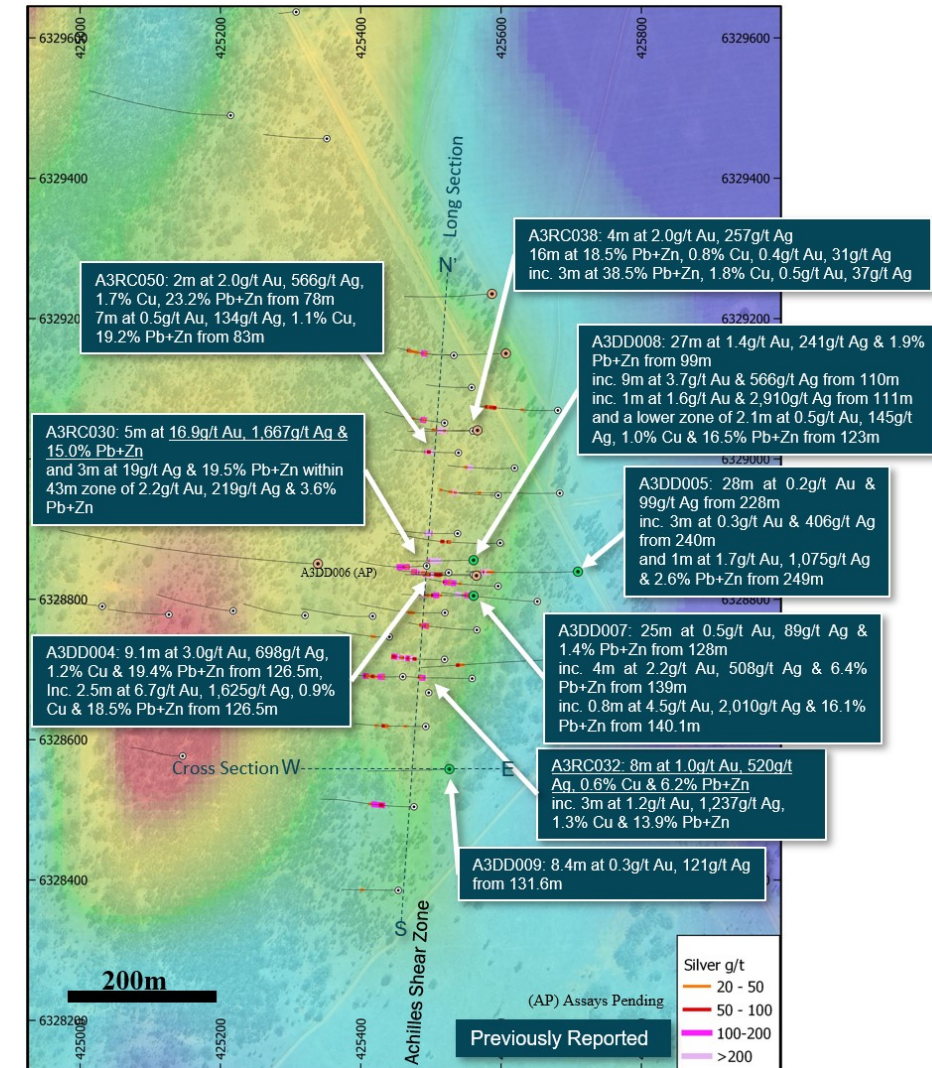 6329600
425000
425200
425400
425600
425800
6329600
6329400
6329400
Long Section
N'
A3RC038: 4m at 2.0g/t Au, 257g/t Ag
16m at 18.5% Pb+Zn, 0.8% Cu, 0.4g/t Au, 31g/t Ag
inc. 3m at 38.5% Pb+Zn, 1.8% Cu, 0.5g/t Au, 37g/t Ag
A3RC050: 2m at 2.0g/t Au, 566g/t Ag,
1.7% Cu, 23.2% Pb+Zn from 78m
7m at 0.5g/t Au, 134g/t Ag, 1.1% Cu,
19.2% Pb+Zn from 83m
6329200
6329200
A3DD008: 27m at 1.4g/t Au, 241g/t Ag & 1.9%
Pb+Zn from 99m
inc. 9m at 3.7g/t Au & 566g/t Ag from 110m
inc. 1m at 1.6g/t Au & 2,910g/t Ag from 111m
and a lower zone of 2.1m at 0.5g/t Au, 145g/t
Ag, 1.0% Cu & 16.5% Pb+Zn from 123m
A3RC030: 5m at 16.9g/t Au, 1,667g/t Ag &
15.0% Pb+Zn
and 3m at 19g/t Ag & 19.5% Pb+Zn within
43m zone of 2.2g/t Au, 219g/t Ag & 3.6%
Pb+Zn
6329000
A3DD005: 28m at 0.2g/t Au &
99g/t Ag from 228m
inc. 3m at 0.3g/t Au & 406g/t Ag
from 240m
and 1m at 1.7g/t Au, 1,075g/t Ag
& 2.6% Pb+Zn from 249m
A3DD006 (AP)
6328800
6328800
A3DD007: 25m at 0.5g/t Au, 89g/t Ag &
1.4% Pb+Zn from 128m
inc. 4m at 2.2g/t Au, 508g/t Ag & 6.4%
Pb+Zn from 139m
inc. 0.8m at 4.5g/t Au, 2,010g/t Ag & 16.1%
Pb+Zn from 140.1m
A3DD004: 9.1m at 3.0g/t Au, 698g/t Ag,
1.2% Cu & 19.4% Pb+Zn from 126.5m,
Inc. 2.5m at 6.7g/t Au, 1,625g/t Ag, 0.9%
Cu & 18.5% Pb+Zn from 126.5m
6328600
Cross Section W
E
A3RC032: 8m at 1.0g/t Au, 520g/t
Ag, 0.6% Cu & 6.2% Pb+Zn
inc. 3m at 1.2g/t Au, 1,237g/t Ag,
1.3% Cu & 13.9% Pb+Zn
A3DD009: 8.4m at 0.3g/t Au, 121g/t Ag
from 131.6m
6328400
S
Achilles Shear Zone
200m
(AP) Assays Pending
Previously Reported
Silver g/t
20 - 50
50 - 100
100-200
>200
6328200
425000
425200
425400